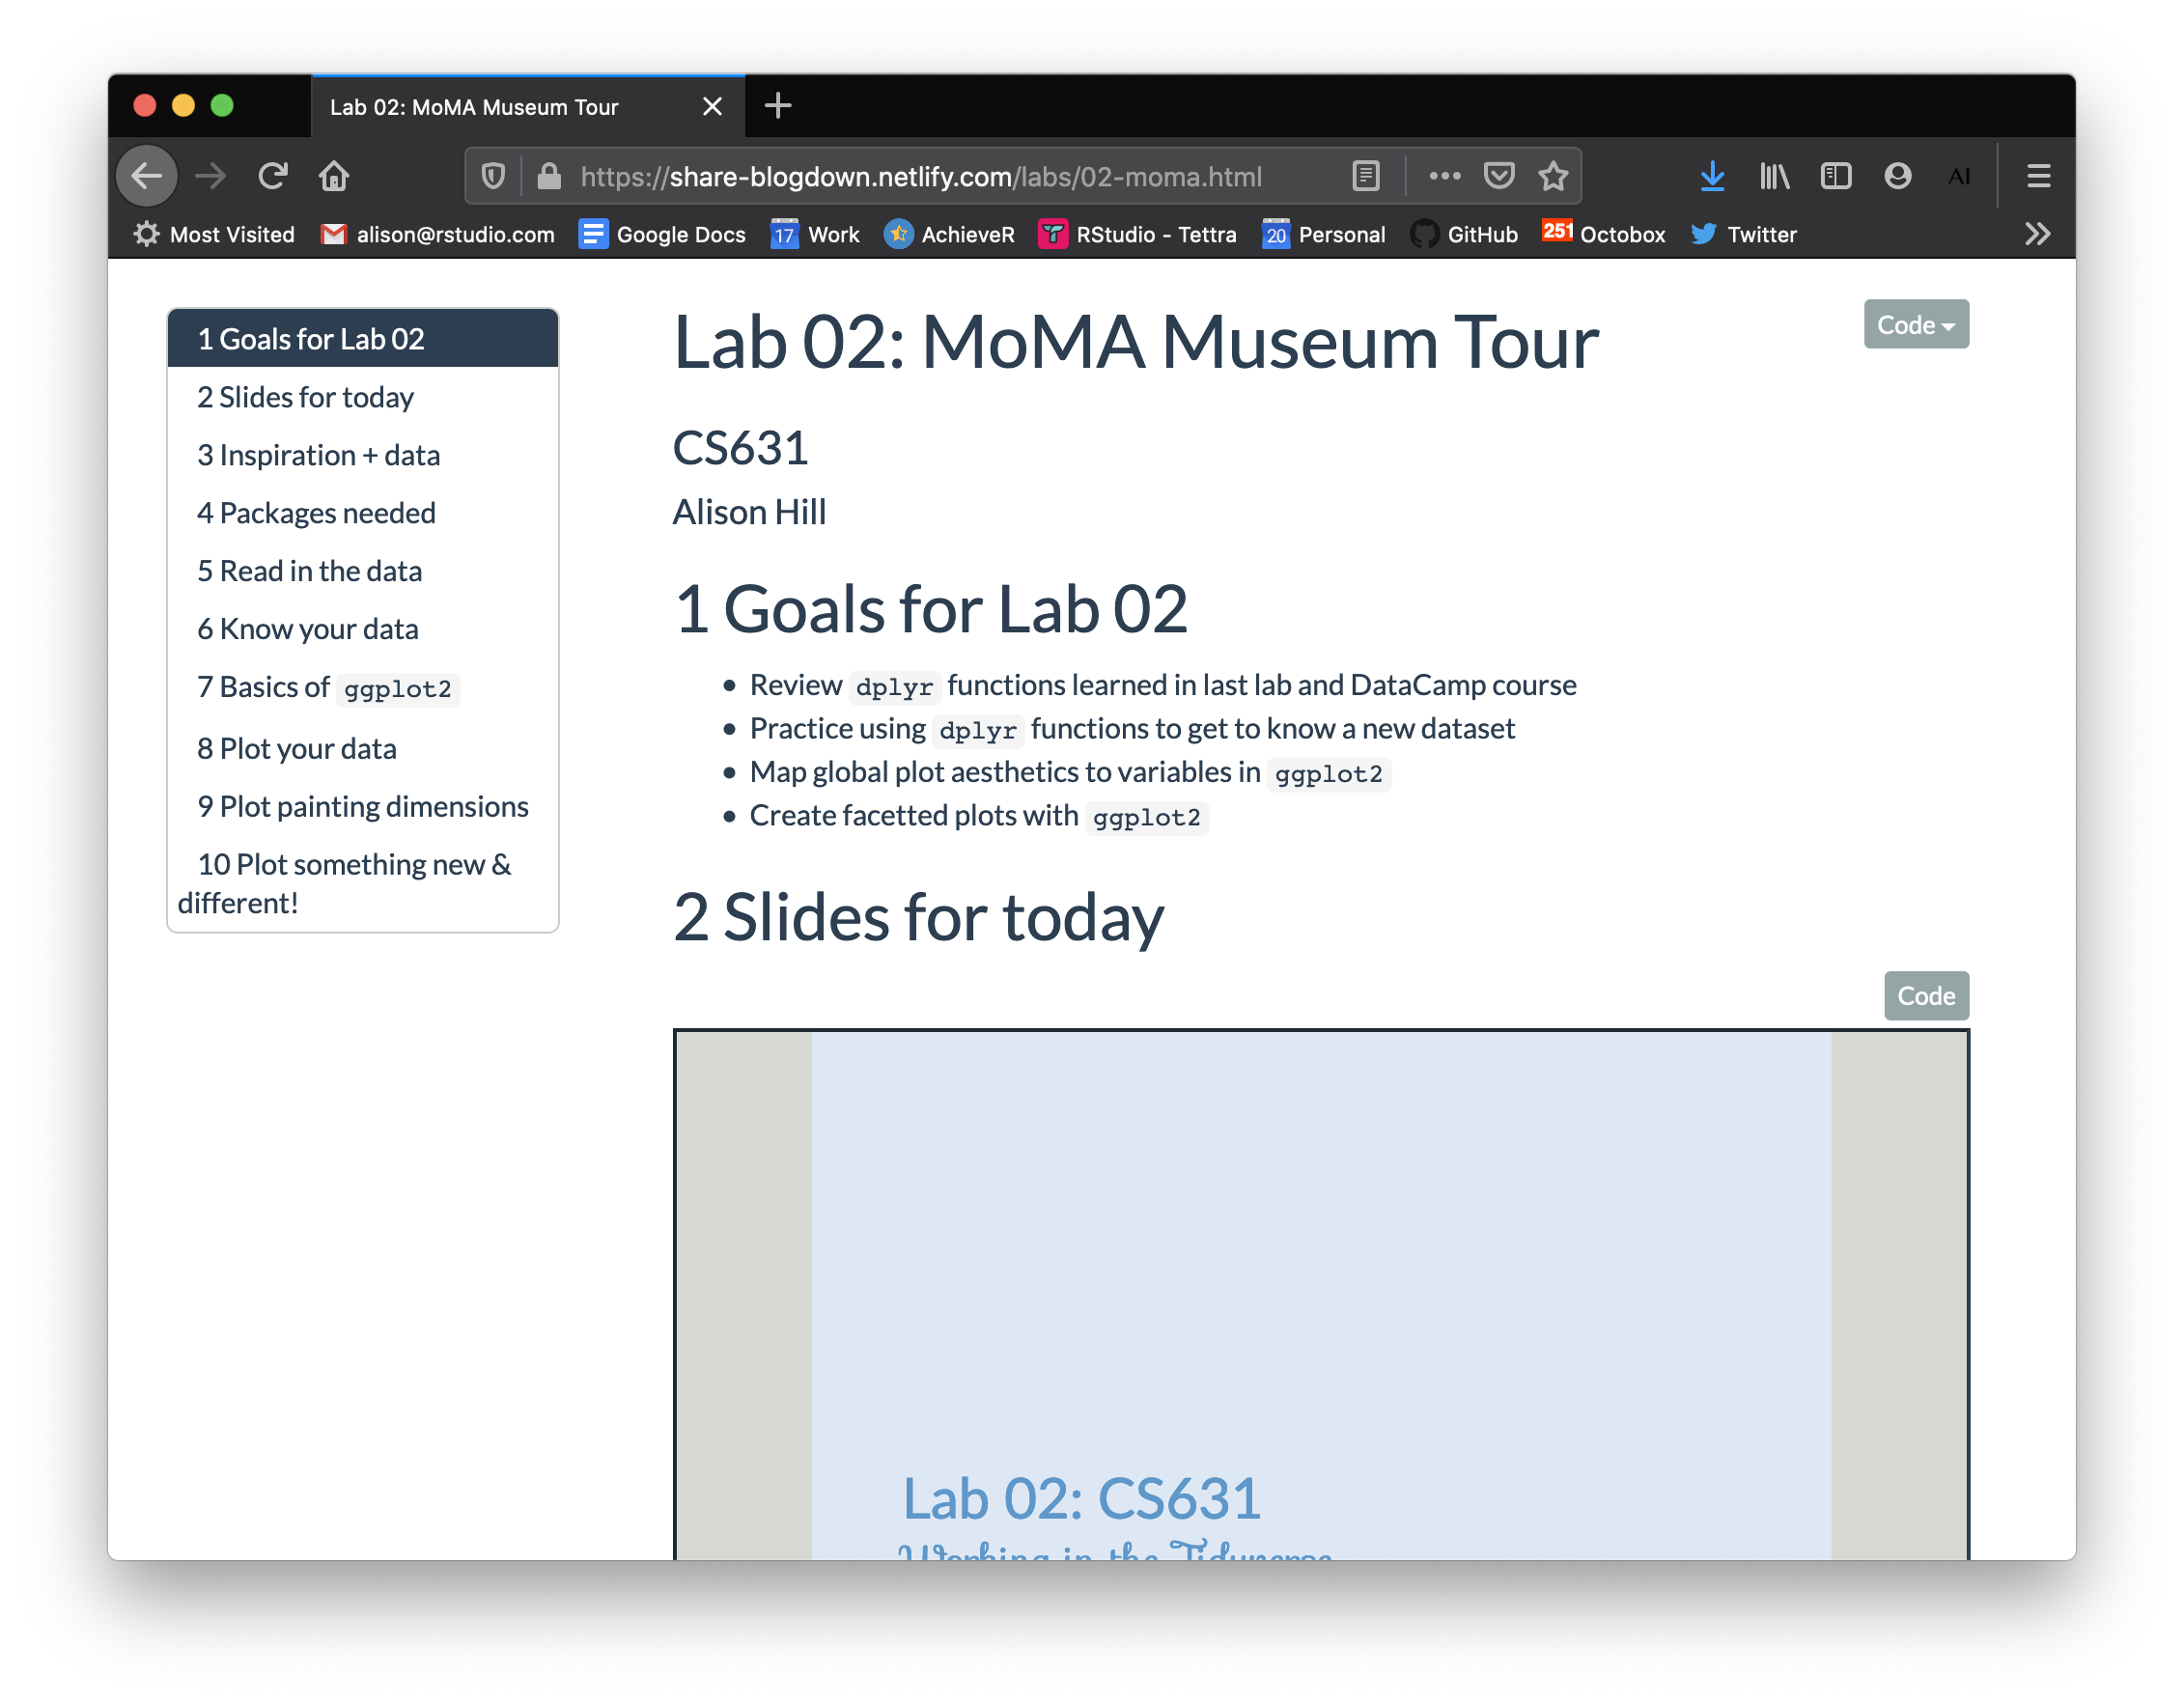 Lab 02: MoMA Museum Tour
https://share-blogdown.netlify.com/labs/02-moma.html
AI
Most Visited
alison@rstudio.com
Google Docs
17 Work
AchieveR
RStudio - Tettra
20 Personal
GitHub
251 Octobox
Twitter
1 Goals for Lab 02
2 Slides for today
3 Inspiration + data
4 Packages needed
5 Read in the data
6 Know your data
7 Basics of ggplot2
8 Plot your data
9 Plot painting dimensions
10 Plot something new &
different!
Lab 02: MoMA Museum Tour
Code
CS631
Alison Hill
1 Goals for Lab 02
Review dplyr functions learned in last lab and DataCamp course
Practice using dplyr functions to get to know a new dataset
Map global plot aesthetics to variables in ggplot2
Create facetted plots with ggplot2
2 Slides for today
Code
Lab 02: CS631
Working in the Tidyverse